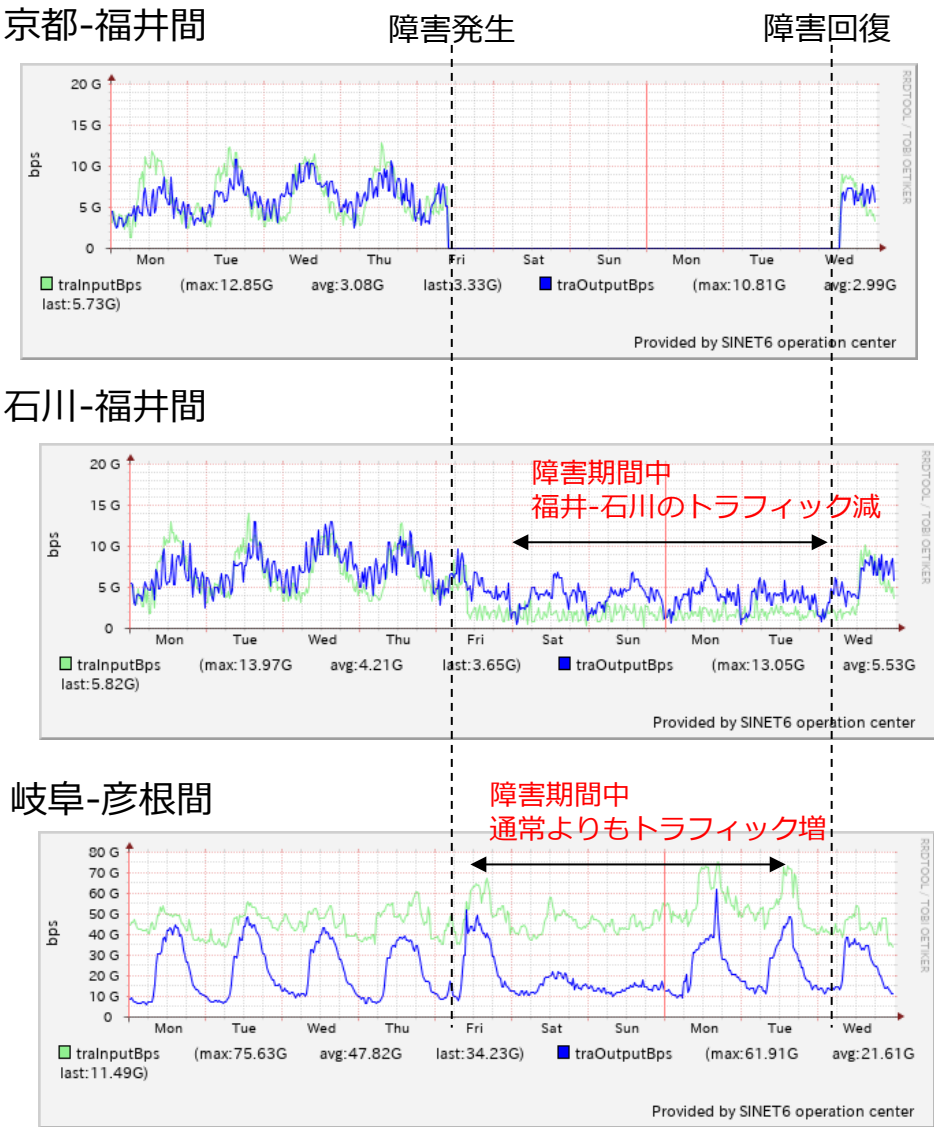 京都-福井間
障害発生
障害回復
20 G
15 G
10 G
5 G
0
bps
Mon Tue Wed Thu Fri Sat Sun Mon Tue Wed
traInputBps (max:12.85G avg:3.08G last:3.33G) traOutputBps (max:10.81G avg:2.99G
last:5.73G)
Provided by SINET6 operation center
RRDTOOL / TOBI OETIKER
石川-福井間
障害期間中
福井-石川のトラフィック減
20 G
15 G
10 G
5 G
0
bps
Mon Tue Wed Thu Fri Sat Sun Mon Tue Wed
traInputBps (max:13.97G avg:4.21G last:3.65G) traOutputBps (max:13.05G avg:5.53G
last:5.82G)
Provided by SINET6 operation center
RRDTOOL / TOBI OETIKER
岐阜-彦根間
障害期間中
通常よりもトラフィック増
80 G
70 G
60 G
50 G
40 G
30 G
20 G
10 G
0
bps
Mon Tue Wed Thu Fri Sat Sun Mon Tue Wed
traInputBps (max:75.63G avg:47.82G last:34.23G) traOutputBps (max:61.91G avg:21.61G
last:11.49G)
Provided by SINET6 operation center
RRDTOOL / TOBI OETIKER